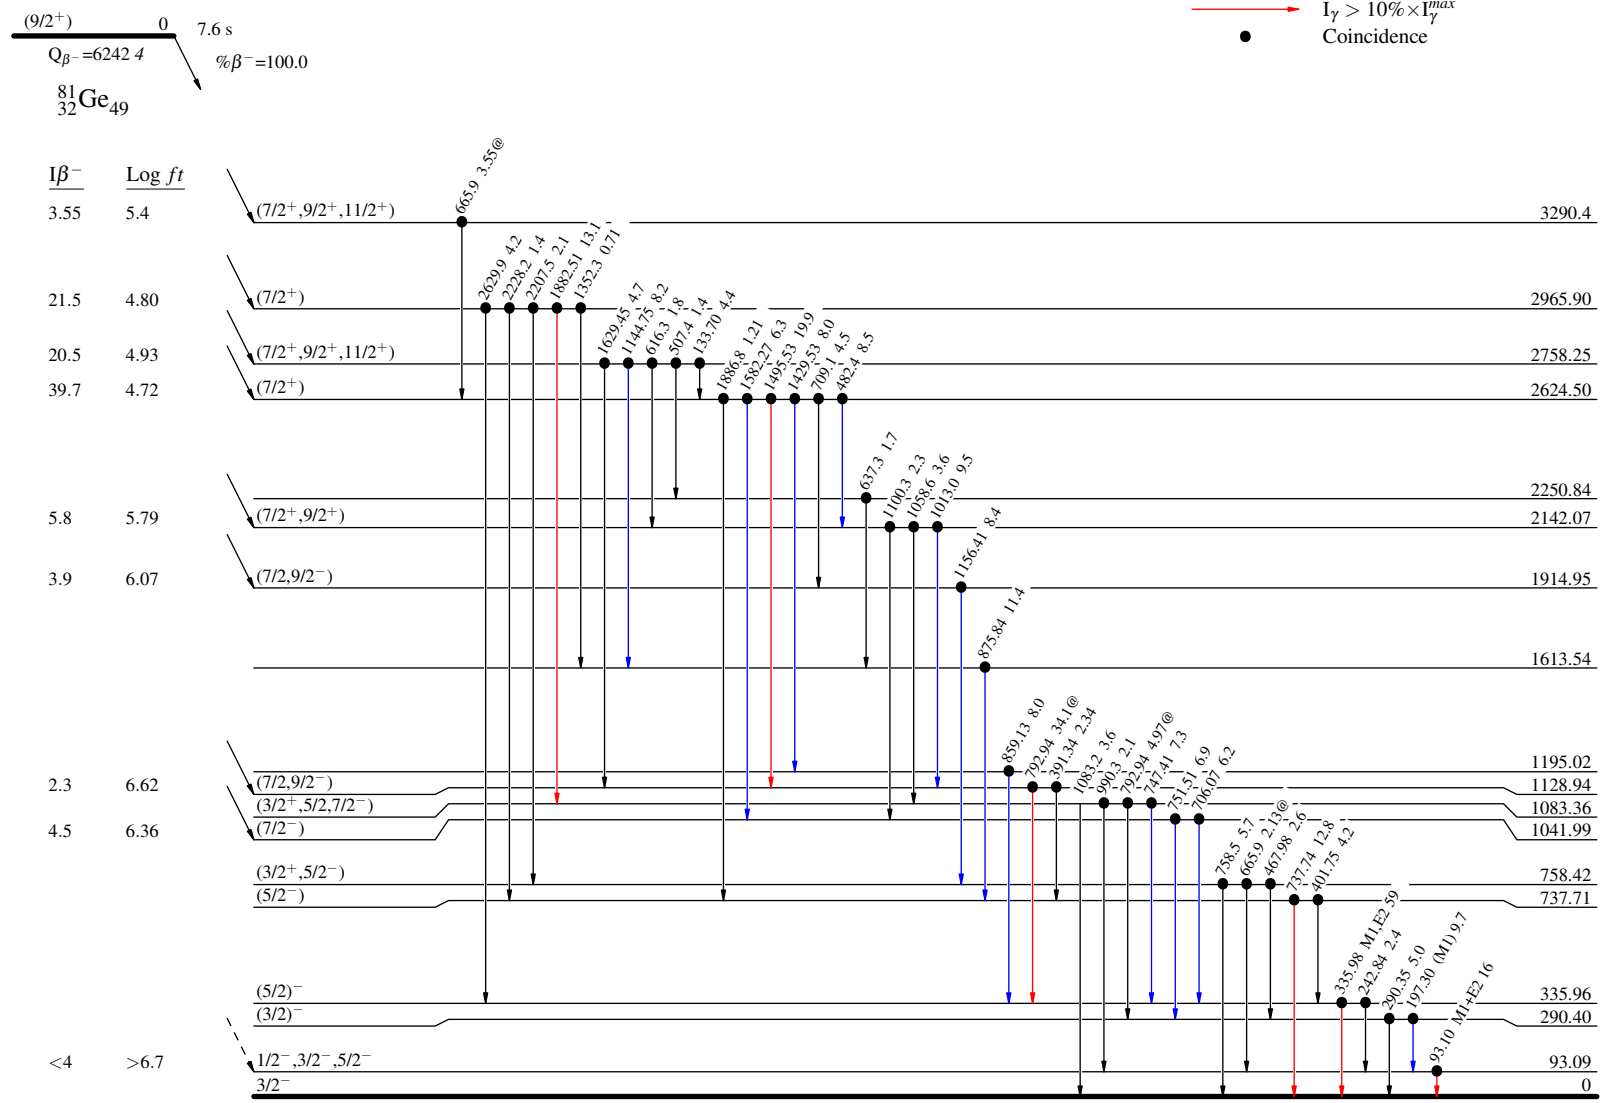 (9/2⁺) 0 7.6 s
Q_β⁻=6242 4
%β⁻=100.0
⁸¹₃₂Ge₄₉
I_γ > 10%×I_γ^max
Coincidence
Iβ⁻ Log ft
3.55 5.4 (7/2⁺,9/2⁺,11/2⁺) 3290.4
665.9 3.55@
21.5 4.80 (7/2⁺) 2965.90
2629.9 4.2
2228.2 1.4
2207.5 2.1
1882.51 13.1
1352.3 0.71
20.5 4.93 (7/2⁺,9/2⁺,11/2⁺) 2758.25
1629.45 4.7
1144.75 8.2
616.3 1.8
507.4 1.4
133.70 4.4
39.7 4.72 (7/2⁺) 2624.50
1886.8 1.21
1582.27 6.3
1495.53 19.9
1429.53 8.0
709.1 4.5
482.4 8.5
2250.84
637.3 1.7
5.8 5.79 (7/2⁺,9/2⁺) 2142.07
1100.3 2.3
1058.6 3.6
1013.0 9.5
3.9 6.07 (7/2,9/2⁻) 1914.95
1156.41 8.4
1613.54
875.84 11.4
1195.02
859.13 8.0
2.3 6.62 (7/2,9/2⁻) 1128.94
792.94 34.1@
391.34 2.34
(3/2⁺,5/2,7/2⁻) 1083.36
1083.2 3.6
990.3 2.1
792.94 4.97@
747.41 7.3
4.5 6.36 (7/2⁻) 1041.99
751.51 6.9
706.07 6.2
(3/2⁺,5/2⁻) 758.42
758.5 5.7
665.9 2.13@
467.98 2.6
(5/2⁻) 737.71
737.74 12.8
401.75 4.2
(5/2)⁻ 335.96
335.98 M1,E2 59
242.84 2.4
(3/2)⁻ 290.40
290.35 5.0
197.30 (M1) 9.7
<4 >6.7 1/2⁻,3/2⁻,5/2⁻ 93.09
93.10 M1+E2 16
3/2⁻ 0